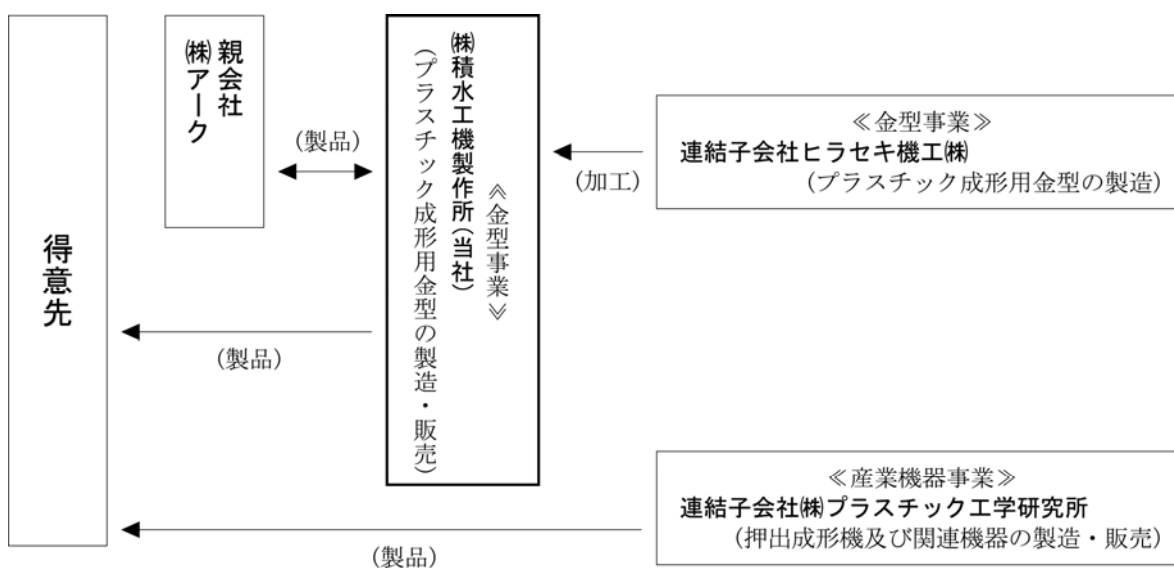 得意先
親会社
㈱アーク
(製品)
(製品)
≪金型事業≫
㈱積水工機製作所(当社)
(プラスチック成形用金型の製造・販売)
(加工)
≪金型事業≫
連結子会社ヒラセキ機工㈱
(プラスチック成形用金型の製造)
≪産業機器事業≫
連結子会社㈱プラスチック工学研究所
(押出成形機及び関連機器の製造・販売)
(製品)